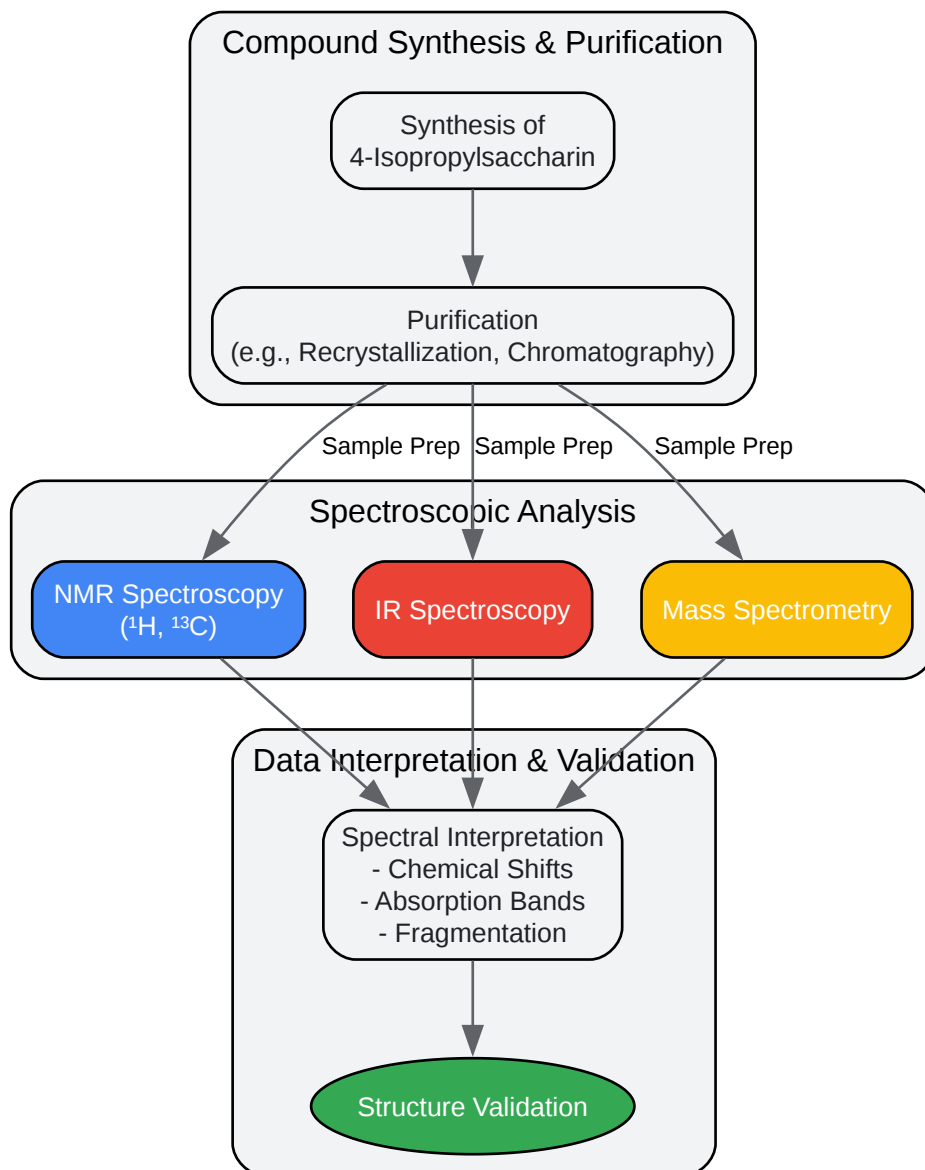 Compound Synthesis & Purification
Synthesis of
4-Isopropylsaccharin
Purification
(e.g., Recrystallization, Chromatography)
Sample Prep
Sample Prep
Sample Prep
Spectroscopic Analysis
NMR Spectroscopy
(¹H, ¹³C)
IR Spectroscopy
Mass Spectrometry
Data Interpretation & Validation
Spectral Interpretation
- Chemical Shifts
- Absorption Bands
- Fragmentation
Structure Validation